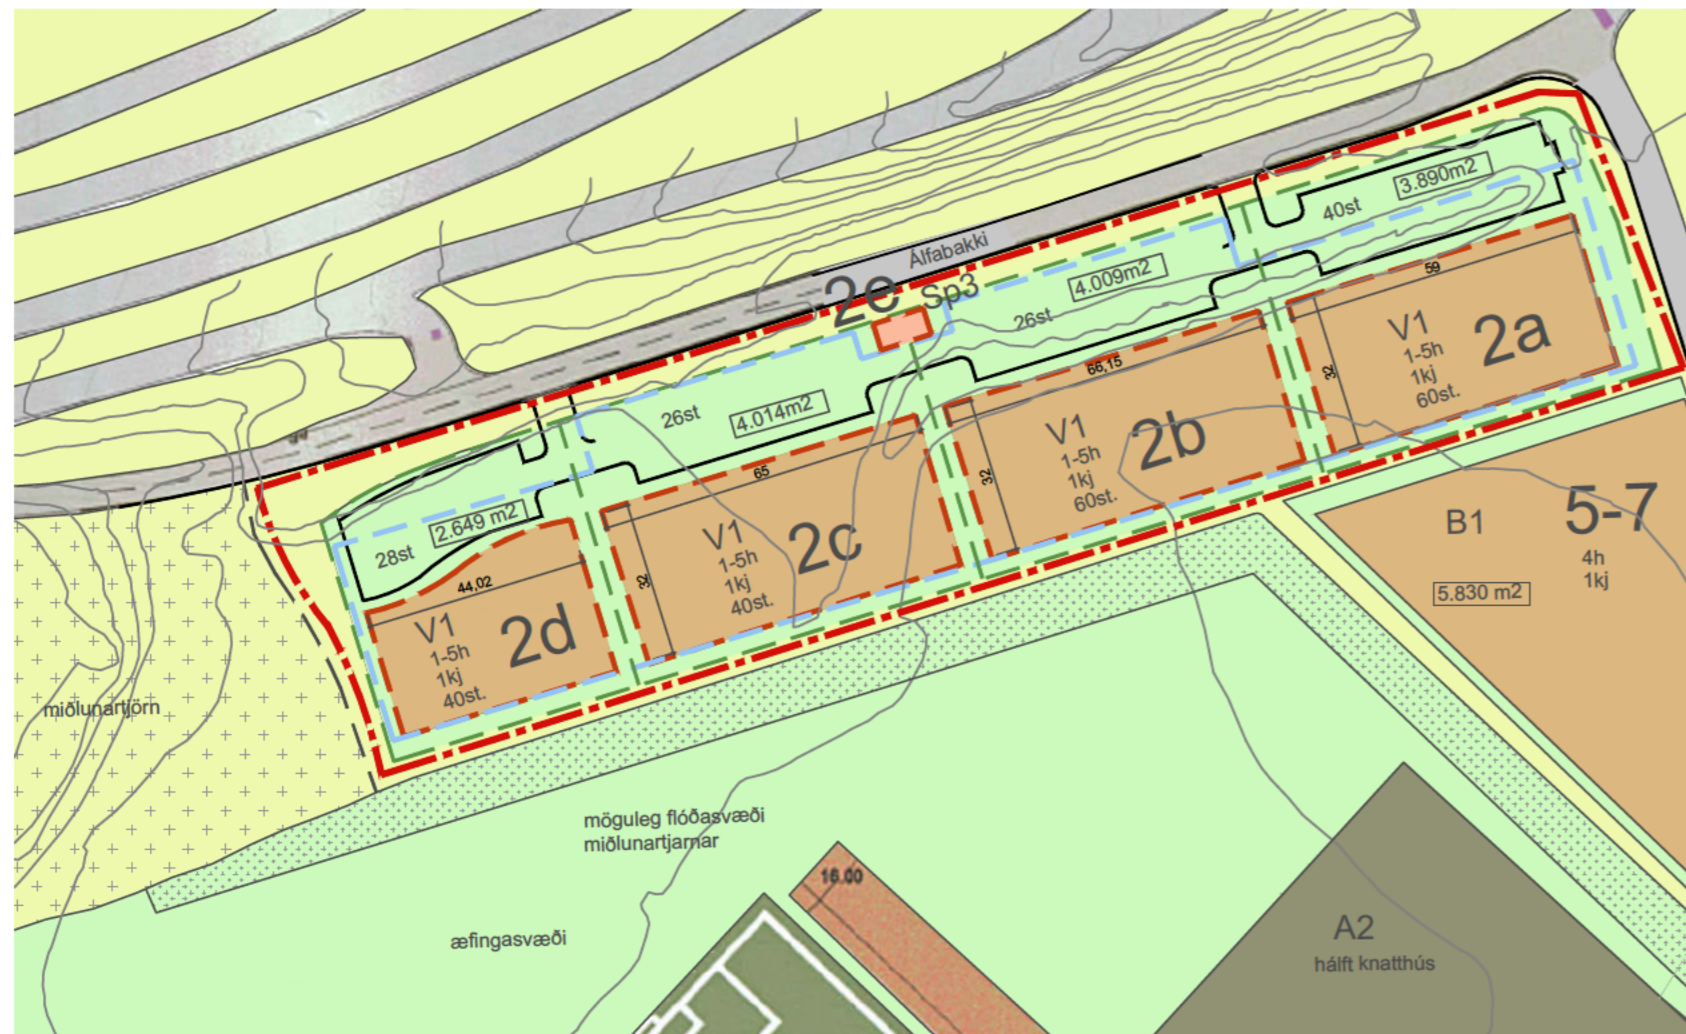 Álfabakki
2e
Sp3
3.890m2
40st
4.009m2
26st
59
V1
1-5h
1kj
60st.
2a
32
66,15
V1
1-5h
1kj
60st.
2b
32
26st
4.014m2
65
V1
1-5h
1kj
40st.
2c
32
28st
2.649 m2
44,02
V1
1-5h
1kj
40st.
2d
B1
5-7
4h
1kj
5.830 m2
miðlunartjörn
möguleg flóðasvæði
miðlunartjarnar
16.00
æfingasvæði
A2
hálft knatthús